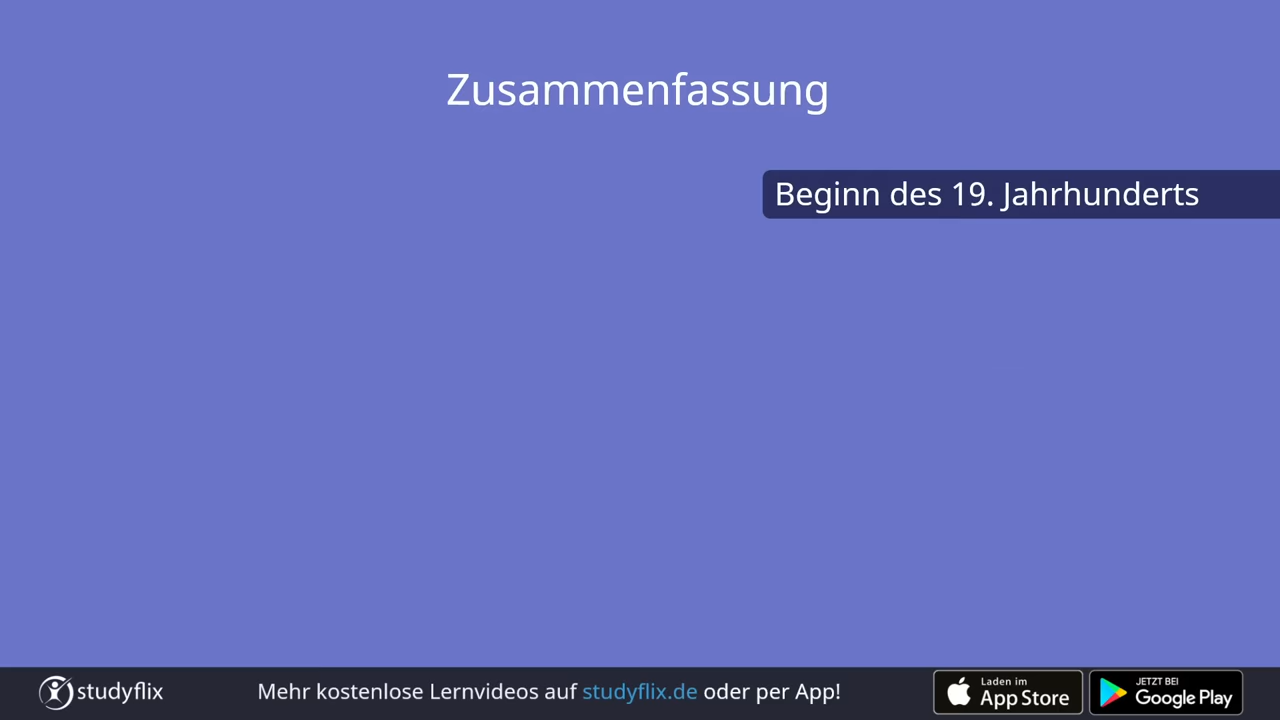 Zusammenfassung
Beginn des 19. Jahrhunderts
studyflix
Mehr kostenlose Lernvideos auf studyflix.de oder per App!
Laden im
App Store
JETZT BEI
Google Play